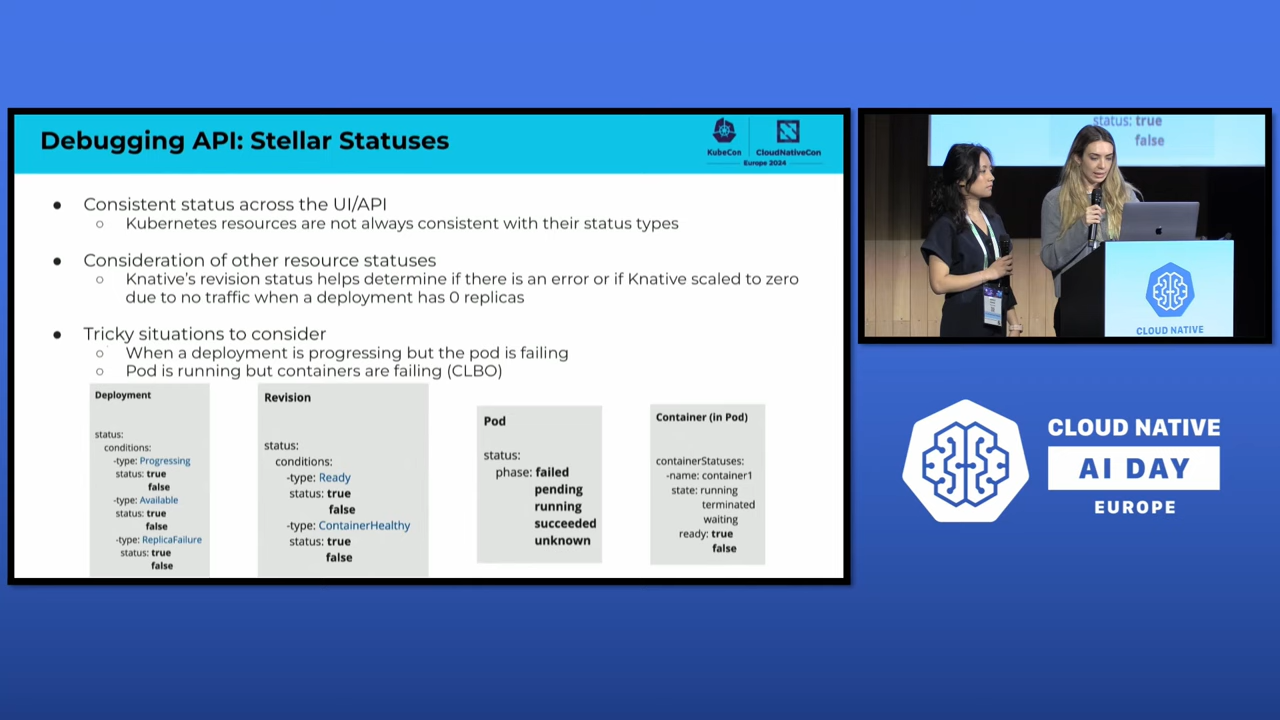 Debugging API: Stellar Statuses
KubeCon
CloudNativeCon
Europe 2024
● Consistent status across the UI/API
○ Kubernetes resources are not always consistent with their status types
● Consideration of other resource statuses
○ Knative's revision status helps determine if there is an error or if Knative scaled to zero
due to no traffic when a deployment has 0 replicas
● Tricky situations to consider
○ When a deployment is progressing but the pod is failing
○ Pod is running but containers are failing (CLBO)
Deployment
status:
conditions:
-type: Progressing
status: true
false
-type: Available
status: true
false
-type: ReplicaFailure
status: true
false
Revision
status:
conditions:
-type: Ready
status: true
false
-type: ContainerHealthy
status: true
false
Pod
status:
phase: failed
pending
running
succeeded
unknown
Container (in Pod)
containerStatuses:
-name: container1
state: running
terminated
waiting
ready: true
false
status: true
false
CLOUD NATIVE
CLOUD NATIVE
AI DAY
EUROPE